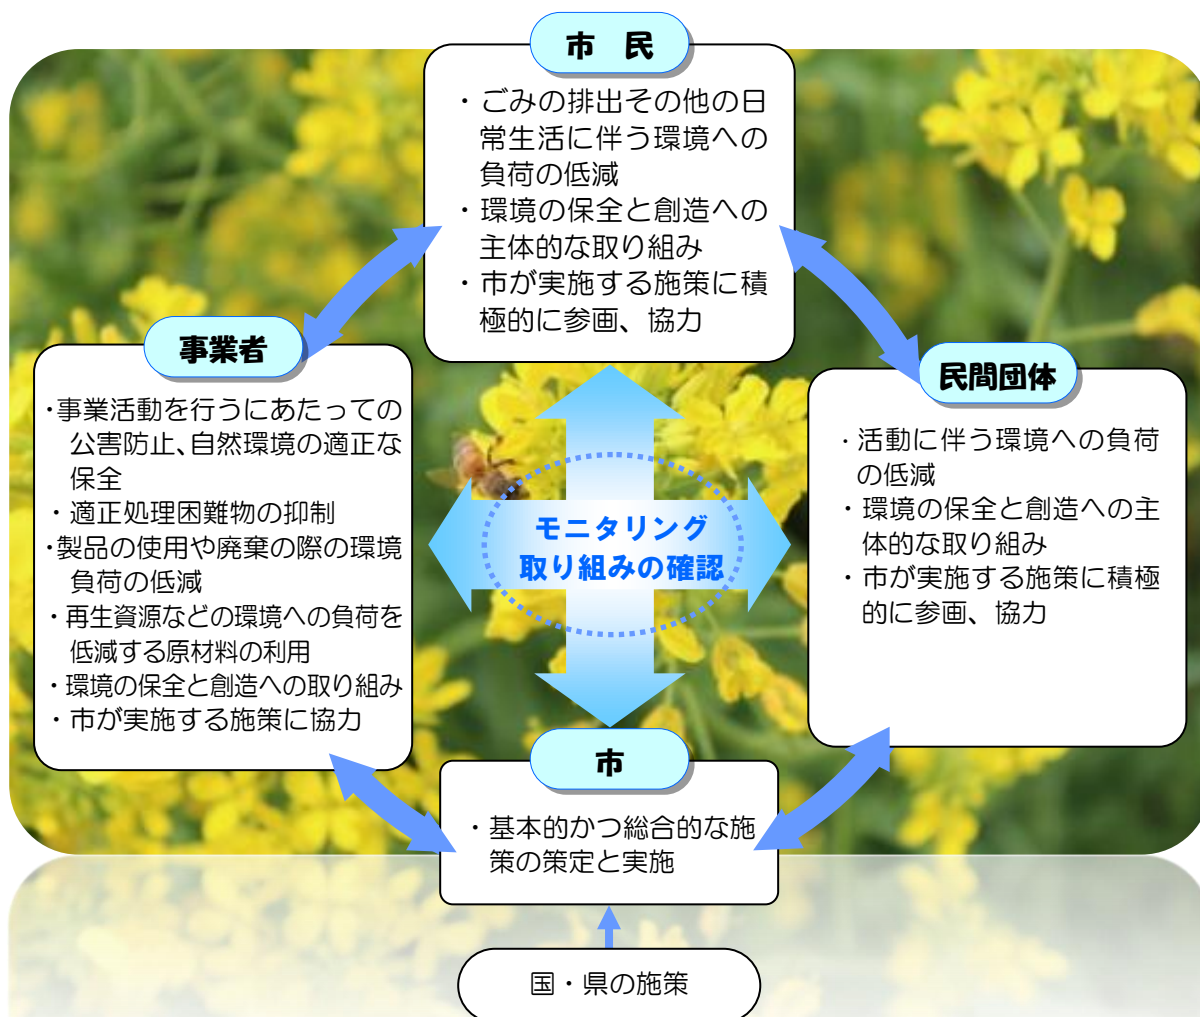 市 民
・ごみの排出その他の日
常生活に伴う環境への
負荷の低減
・環境の保全と創造への
主体的な取り組み
・市が実施する施策に積
極的に参画、協力
事業者
・事業活動を行うにあたっての
公害防止、自然環境の適正な
保全
・適正処理困難物の抑制
・製品の使用や廃棄の際の環境
負荷の低減
・再生資源などの環境への負荷を
低減する原材料の利用
・環境の保全と創造への取り組み
・市が実施する施策に協力
モニタリング
取り組みの確認
民間団体
・活動に伴う環境への負荷
の低減
・環境の保全と創造への主
体的な取り組み
・市が実施する施策に積極
的に参画、協力
市
・基本的かつ総合的な施
策の策定と実施
国・県の施策